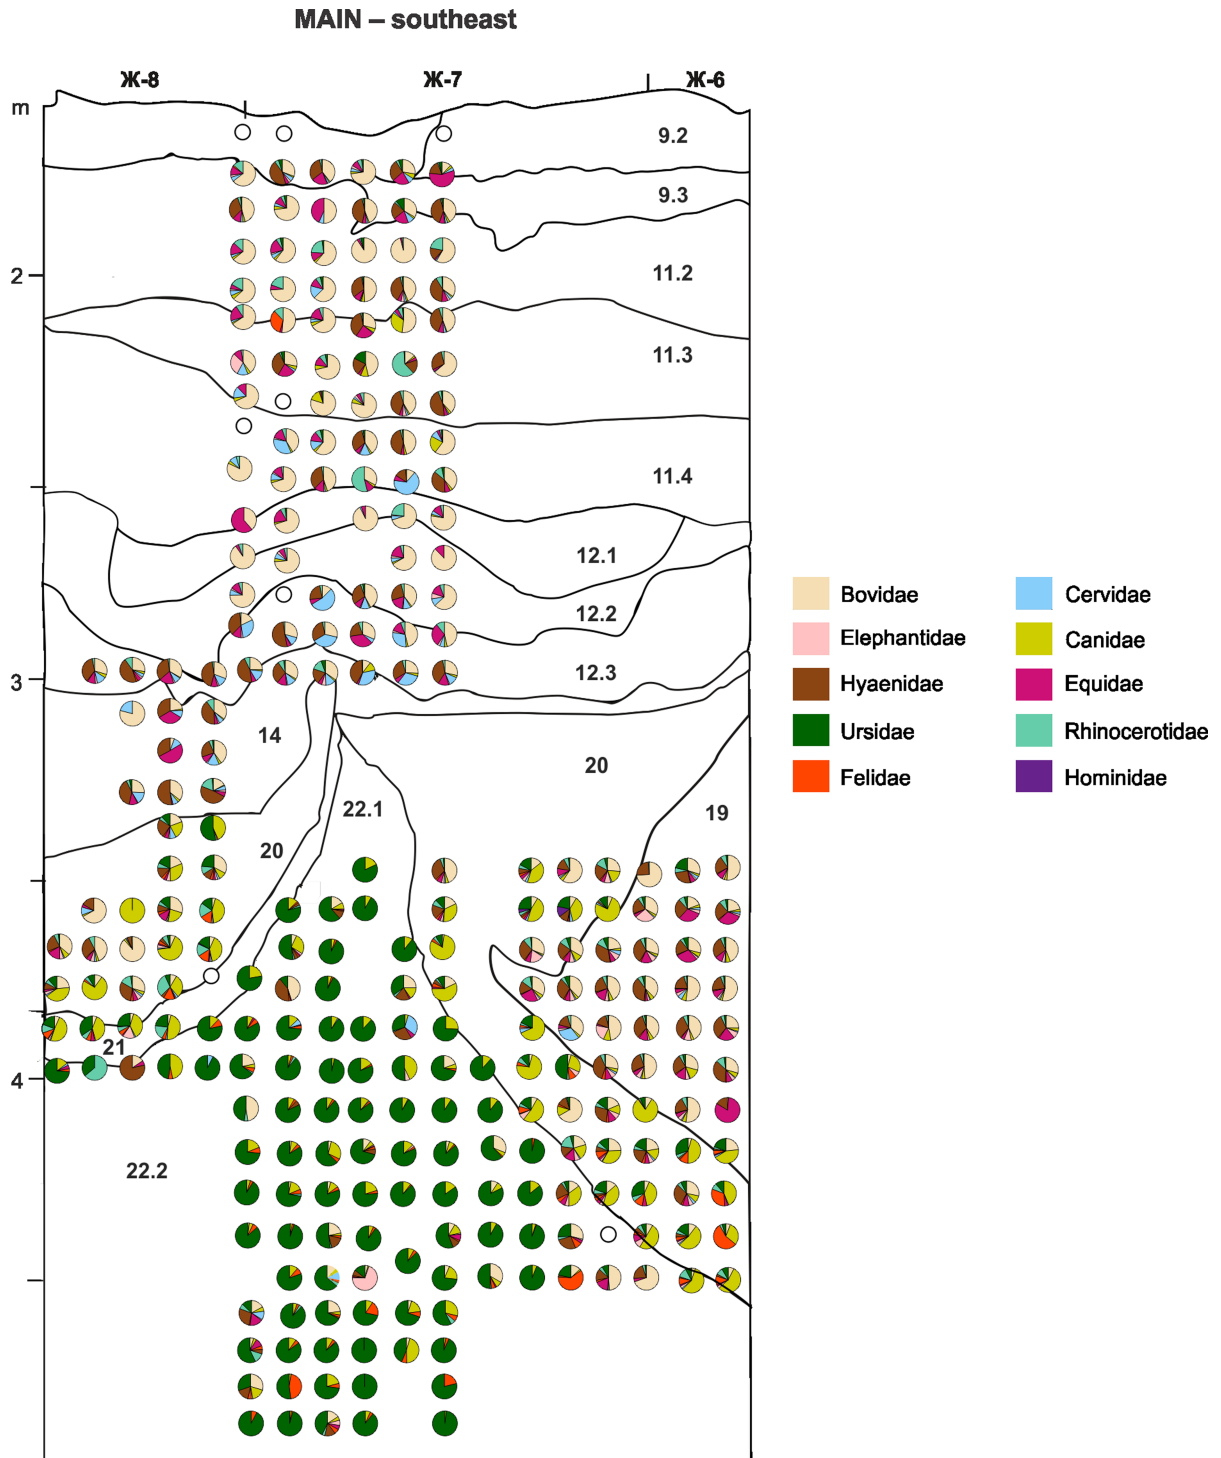 MAIN – southeast
Ж-8 Ж-7 Ж-6
m
9.2
9.3
2
11.2
11.3
11.4
12.1
12.2
12.3
3
14
20
22.1
19
20
21
4
22.2
Bovidae Cervidae
Elephantidae Canidae
Hyaenidae Equidae
Ursidae Rhinocerotidae
Felidae Hominidae